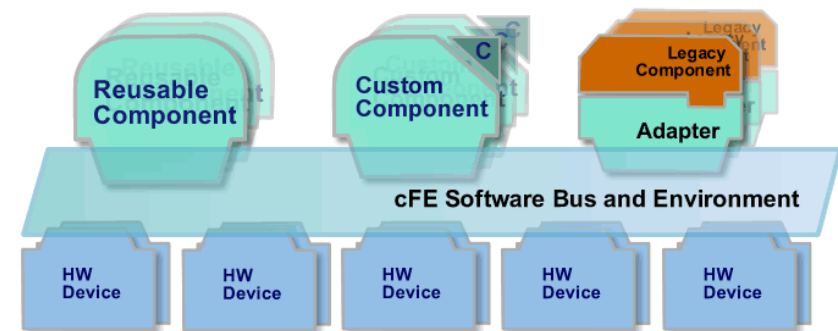 Reusable
Component
C
Custom
Component
Legacy
Component
Adapter
cFE Software Bus and Environment
HW
Device
HW
Device
HW
Device
HW
Device
HW
Device